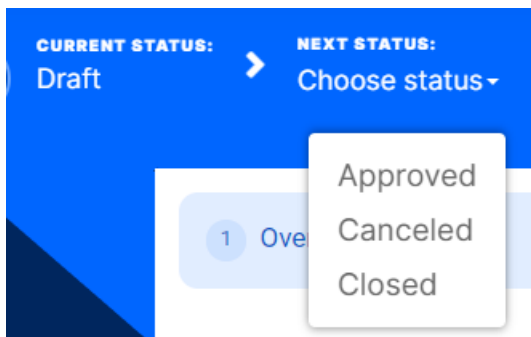 CURRENT STATUS:
Draft
NEXT STATUS:
Choose status
Approved
Canceled
Closed
1